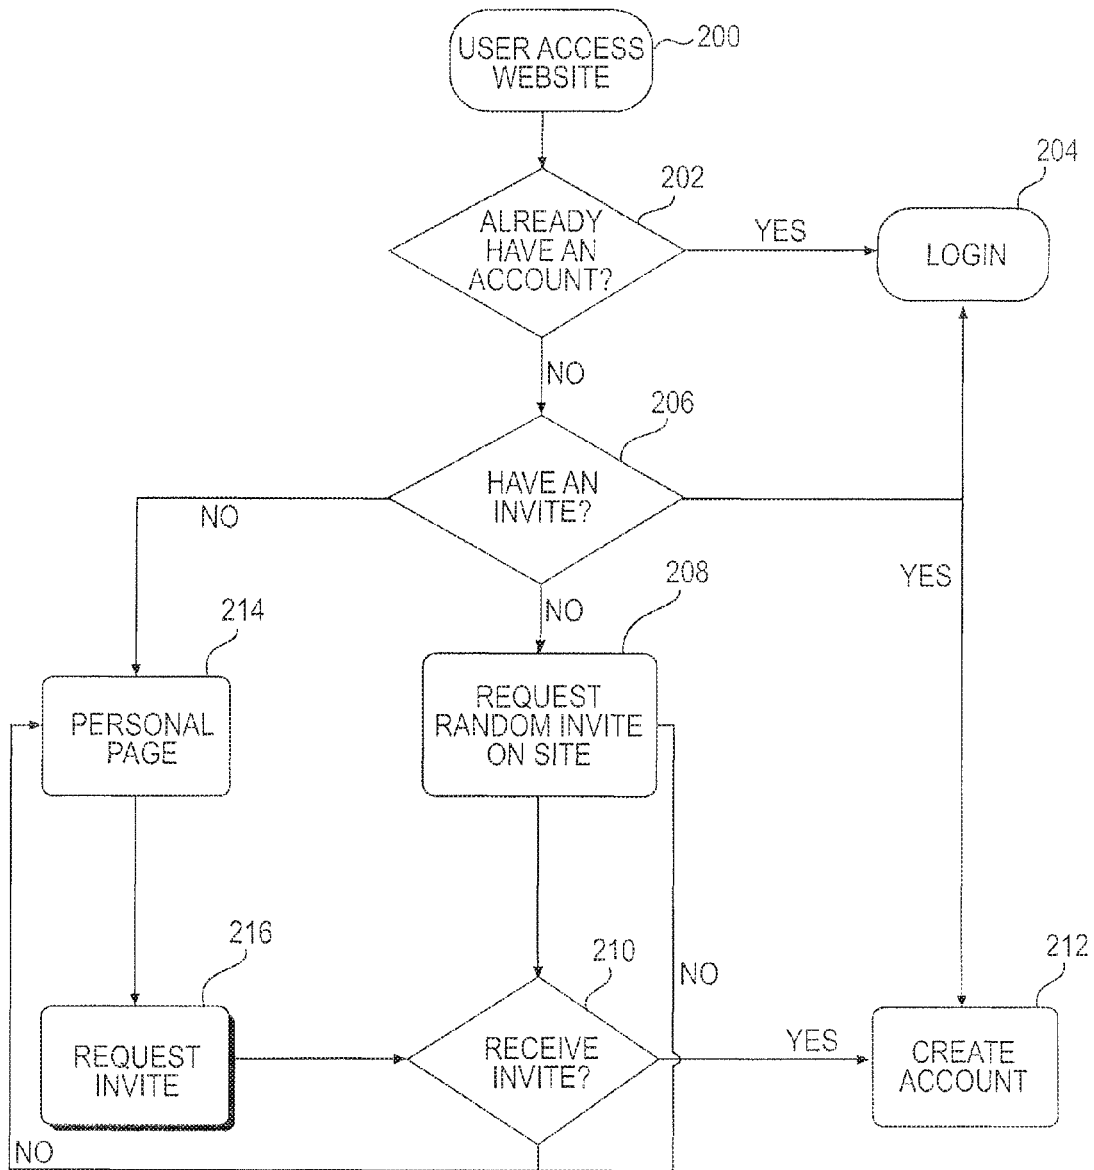 USER ACCESS
WEBSITE
200
ALREADY
HAVE AN
ACCOUNT?
202
YES
LOGIN
204
NO
HAVE AN
INVITE?
206
NO
NO
YES
PERSONAL
PAGE
214
REQUEST
RANDOM INVITE
ON SITE
208
REQUEST
INVITE
216
RECEIVE
INVITE?
210
NO
YES
CREATE
ACCOUNT
212
NO